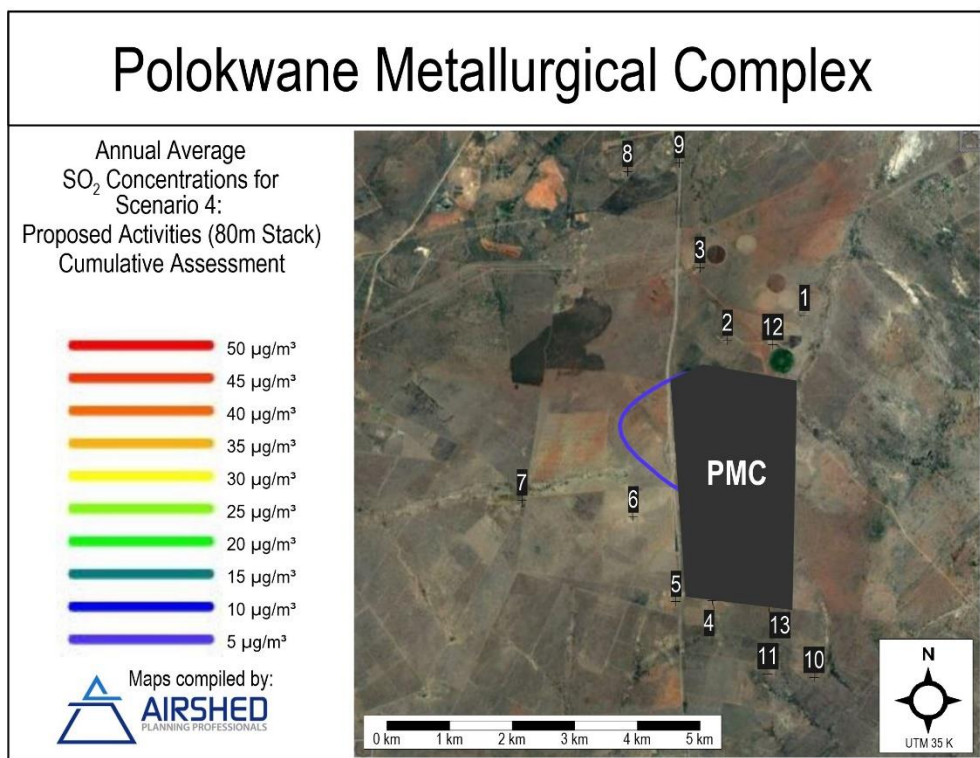 Polokwane Metallurgical Complex
Annual Average
SO₂ Concentrations for
Scenario 4:
Proposed Activities (80m Stack)
Cumulative Assessment
50 µg/m³
45 µg/m³
40 µg/m³
35 µg/m³
30 µg/m³
25 µg/m³
20 µg/m³
15 µg/m³
10 µg/m³
5 µg/m³
Maps compiled by:
AIRSHED
PLANNING PROFESSIONALS
9
8
3
1
2
12
PMC
7
6
5
4
13
11
10
0 km
1 km
2 km
3 km
4 km
5 km
N
UTM 35 K